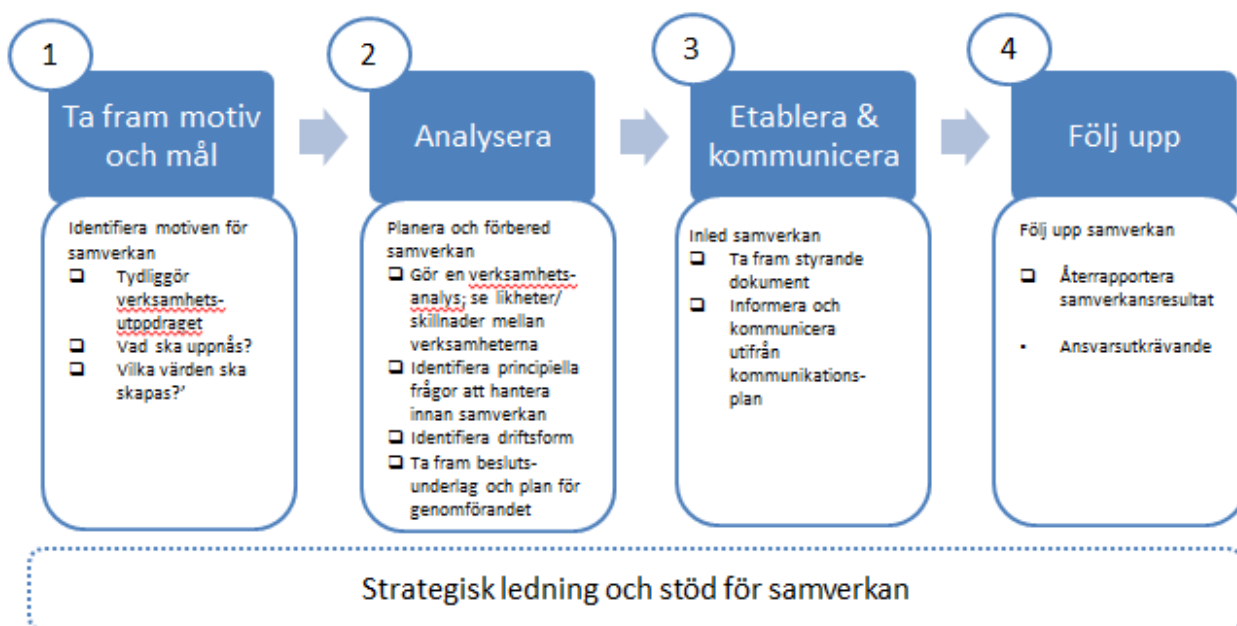 1
Ta fram motiv
och mål
Identifiera motiven för
samverkan
❑ Tydliggör
verksamhets-
utppdraget
❑ Vad ska uppnås?
❑ Vilka värden ska
skapas?’
2
Analysera
Planera och förbered
samverkan
❑ Gör en verksamhets-
analys; se likheter/
skillnader mellan
verksamheterna
❑ Identifiera principiella
frågor att hantera
innan samverkan
❑ Identifiera driftsform
❑ Ta fram besluts-
underlag och plan för
genomförandet
3
Etablera &
kommunicera
Inled samverkan
❑ Ta fram styrande
dokument
❑ Informera och
kommunicera
utifrån
kommunikations-
plan
4
Följ upp
Följ upp samverkan
❑ Återrapportera
samverkansresultat
▪ Ansvarsutkrävande
Strategisk ledning och stöd för samverkan